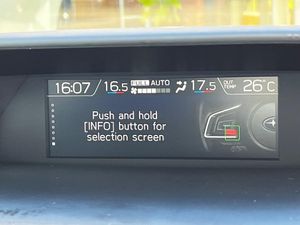 16:07 16.5 FULL AUTO 17.5 OUT TEMP 26°C
Push and hold
[INFO] button for
selection screen